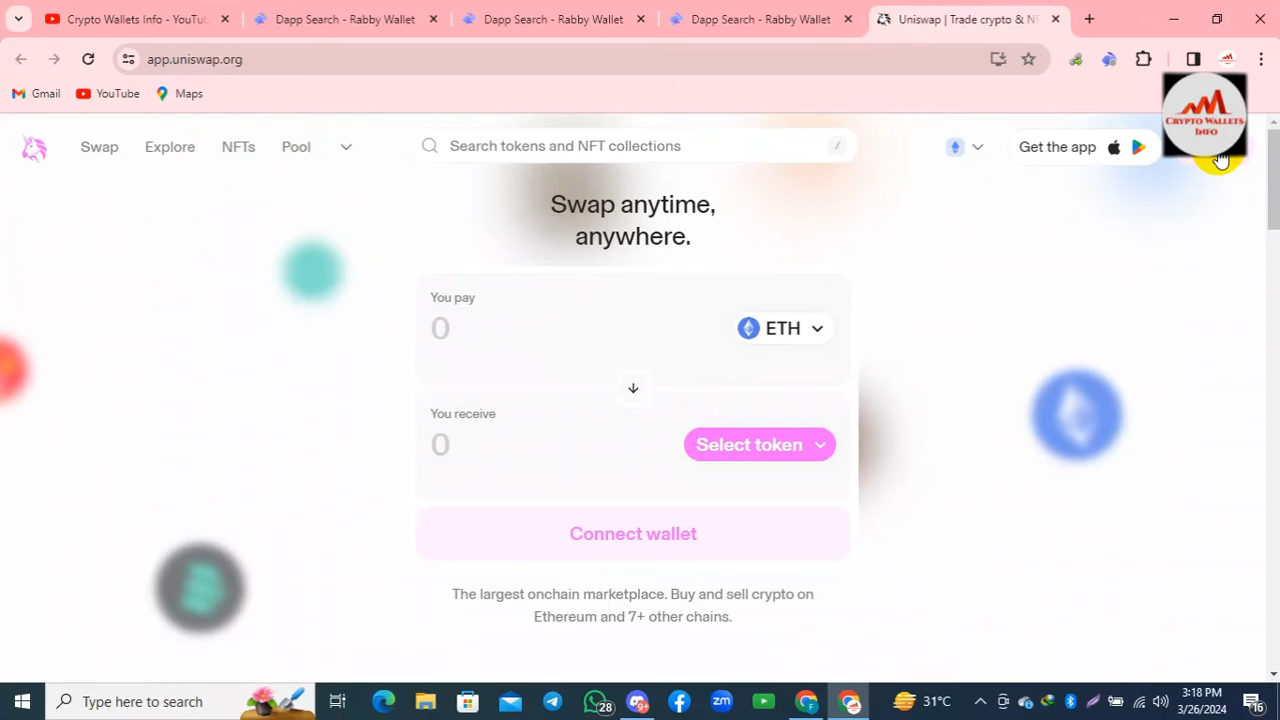 Crypto Wallets Info - YouTu
Dapp Search - Rabby Wallet
Dapp Search - Rabby Wallet
Dapp Search - Rabby Wallet
Uniswap | Trade crypto & N
app.uniswap.org
Gmail
YouTube
Maps
CRYPTO WALLETS
INFO
Swap
Explore
NFTs
Pool
Search tokens and NFT collections
/
Get the app
Swap anytime,
anywhere.
You pay
0
ETH
You receive
0
Select token
Connect wallet
The largest onchain marketplace. Buy and sell crypto on
Ethereum and 7+ other chains.
Type here to search
28
9+
zm
31°C
3:18 PM
3/26/2024
16